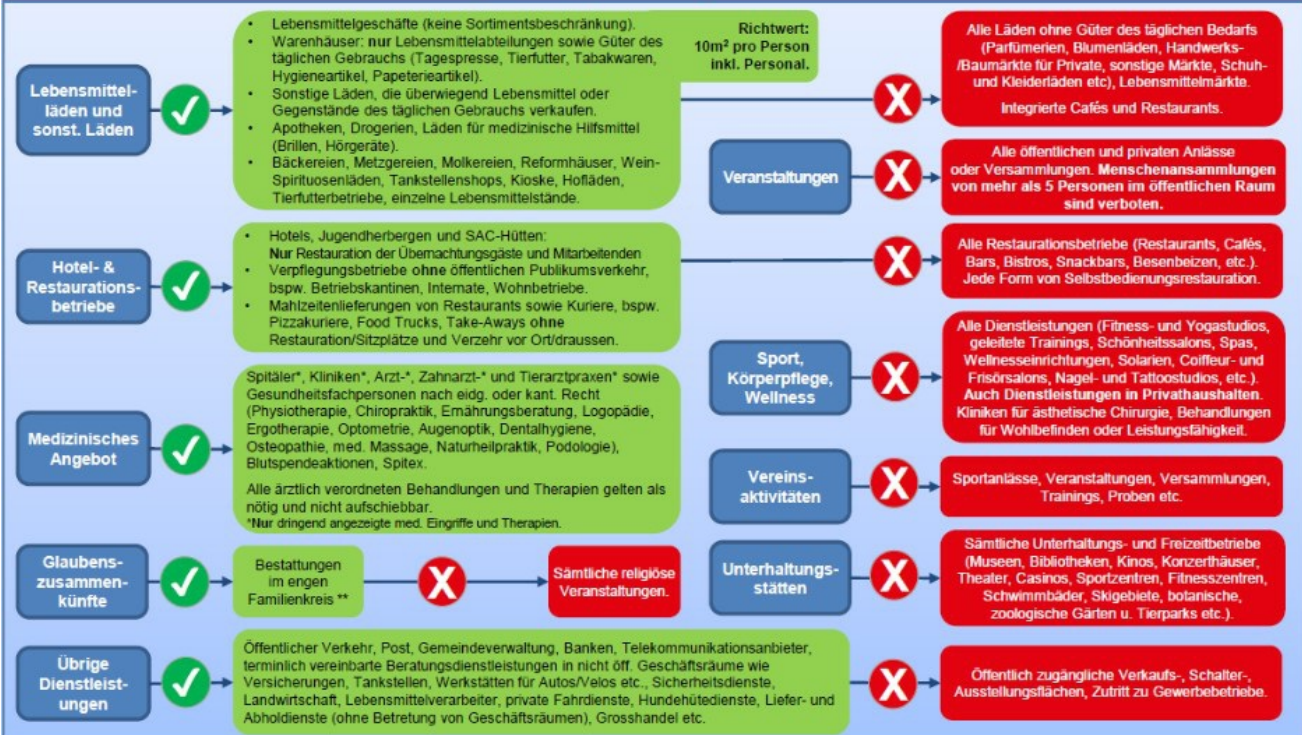 Lebensmittel-
läden und
sonst. Läden
• Lebensmittelgeschäfte (keine Sortimentsbeschränkung).
• Warenhäuser: nur Lebensmittelabteilungen sowie Güter des
täglichen Gebrauchs (Tagespresse, Tierfutter, Tabakwaren,
Hygieneartikel, Papeterieartikel).
• Sonstige Läden, die überwiegend Lebensmittel oder
Gegenstände des täglichen Gebrauchs verkaufen.
• Apotheken, Drogerien, Läden für medizinische Hilfsmittel
(Brillen, Hörgeräte).
• Bäckereien, Metzgereien, Molkereien, Reformhäuser, Wein-
Spirituosenläden, Tankstellenshops, Kioske, Hofläden,
Tierfutterbetriebe, einzelne Lebensmittelstände.
Richtwert:
10m² pro Person
inkl. Personal.
X
Alle Läden ohne Güter des täglichen Bedarfs
(Parfümerien, Blumenläden, Handwerks-
/Baumärkte für Private, sonstige Märkte, Schuh-
und Kleiderläden etc), Lebensmittelmärkte.
Integrierte Cafés und Restaurants.
Veranstaltungen
X
Alle öffentlichen und privaten Anlässe
oder Versammlungen. Menschenansammlungen
von mehr als 5 Personen im öffentlichen Raum
sind verboten.
Hotel- &
Restaurations-
betriebe
• Hotels, Jugendherbergen und SAC-Hütten:
Nur Restauration der Übernachtungsgäste und Mitarbeitenden
• Verpflegungsbetriebe ohne öffentlichen Publikumsverkehr,
bspw. Betriebskantinen, Internate, Wohnbetriebe.
• Mahlzeitenlieferungen von Restaurants sowie Kuriere, bspw.
Pizzakuriere, Food Trucks, Take-Aways ohne
Restauration/Sitzplätze und Verzehr vor Ort/draussen.
X
Alle Restaurationsbetriebe (Restaurants, Cafés,
Bars, Bistros, Snackbars, Besenbeizen, etc.).
Jede Form von Selbstbedienungsrestauration.
Sport,
Körperpflege,
Wellness
X
Alle Dienstleistungen (Fitness- und Yogastudios,
geleitete Trainings, Schönheitssalons, Spas,
Wellnesseinrichtungen, Solarien, Coiffeur- und
Frisörsalons, Nagel- und Tattoostudios, etc.).
Auch Dienstleistungen in Privathaushalten.
Kliniken für ästhetische Chirurgie, Behandlungen
für Wohlbefinden oder Leistungsfähigkeit.
Medizinisches
Angebot
Spitäler*, Kliniken*, Arzt-*, Zahnarzt-* und Tierarztpraxen* sowie
Gesundheitsfachpersonen nach eidg. oder kant. Recht
(Physiotherapie, Chiropraktik, Ernährungsberatung, Logopädie,
Ergotherapie, Optometrie, Augenoptik, Dentalhygiene,
Osteopathie, med. Massage, Naturheilpraktik, Podologie),
Blutspendeaktionen, Spitex.
Alle ärztlich verordneten Behandlungen und Therapien gelten als
nötig und nicht aufschiebbar.
*Nur dringend angezeigte med. Eingriffe und Therapien.
Vereins-
aktivitäten
X
Sportanlässe, Veranstaltungen, Versammlungen,
Trainings, Proben etc.
Glaubens-
zusammen-
künfte
Bestattungen
im engen
Familienkreis **
X
Sämtliche religiöse
Veranstaltungen.
Unterhaltungs-
stätten
X
Sämtliche Unterhaltungs- und Freizeitbetriebe
(Museen, Bibliotheken, Kinos, Konzerthäuser,
Theater, Casinos, Sportzentren, Fitnesszentren,
Schwimmbäder, Skigebiete, botanische,
zoologische Gärten u. Tierparks etc.).
Übrige
Dienstleist-
ungen
Öffentlicher Verkehr, Post, Gemeindeverwaltung, Banken, Telekommunikationsanbieter,
terminlich vereinbarte Beratungsdienstleistungen in nicht öff. Geschäftsräume wie
Versicherungen, Tankstellen, Werkstätten für Autos/Velos etc., Sicherheitsdienste,
Landwirtschaft, Lebensmittelverarbeiter, private Fahrdienste, Hundehütedienste, Liefer- und
Abholdienste (ohne Betretung von Geschäftsräumen), Grosshandel etc.
X
Öffentlich zugängliche Verkaufs-, Schalter-,
Ausstellungsflächen, Zutritt zu Gewerbebetriebe.